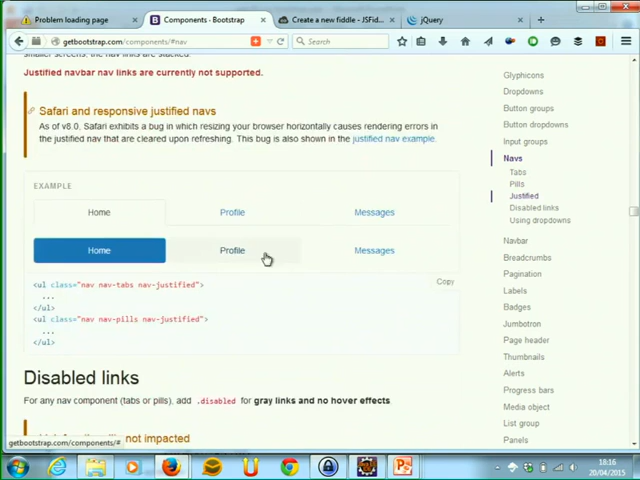 Problem loading page
Components · Bootstrap
Create a new fiddle - JSFid...
jQuery
getbootstrap.com/components/#nav
Search
smaller screens, the nav links are stacked.
Justified navbar nav links are currently not supported.
Safari and responsive justified navs
As of v8.0, Safari exhibits a bug in which resizing your browser horizontally causes rendering errors in
the justified nav that are cleared upon refreshing. This bug is also shown in the justified nav example.
EXAMPLE
Home
Profile
Messages
Home
Profile
Messages
Copy
<ul class="nav nav-tabs nav-justified">
...
</ul>
<ul class="nav nav-pills nav-justified">
...
</ul>
Disabled links
For any nav component (tabs or pills), add .disabled for gray links and no hover effects
not impacted
Glyphicons
Dropdowns
Button groups
Button dropdowns
Input groups
Navs
Tabs
Pills
Justified
Disabled links
Using dropdowns
Navbar
Breadcrumbs
Pagination
Labels
Badges
Jumbotron
Page header
Thumbnails
Alerts
Progress bars
Media object
List group
Panels
getbootstrap.com/components/#
18:16
20/04/2015